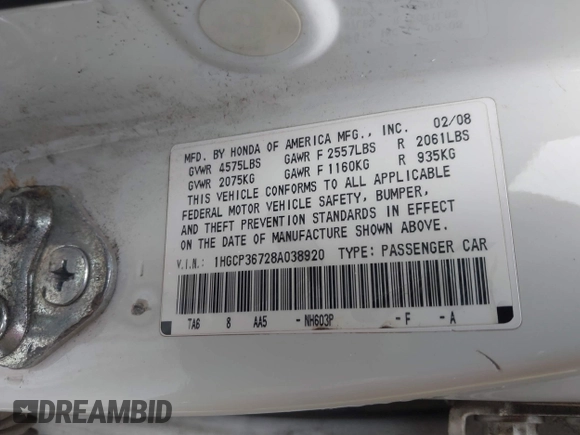 MFD. BY HONDA OF AMERICA MFG., INC. 02/08
GVWR 4575LBS GAWR F 2557LBS R 2061LBS
GVWR 2075KG GAWR F 1160KG R 935KG
THIS VEHICLE CONFORMS TO ALL APPLICABLE
FEDERAL MOTOR VEHICLE SAFETY, BUMPER,
AND THEFT PREVENTION STANDARDS IN EFFECT
ON THE DATE OF MANUFACTURE SHOWN ABOVE.
V.I.N.: 1HGCP36728A038920 TYPE: PASSENGER CAR
TA6 8 AA5 -NH603P -F -A
DREAMBID